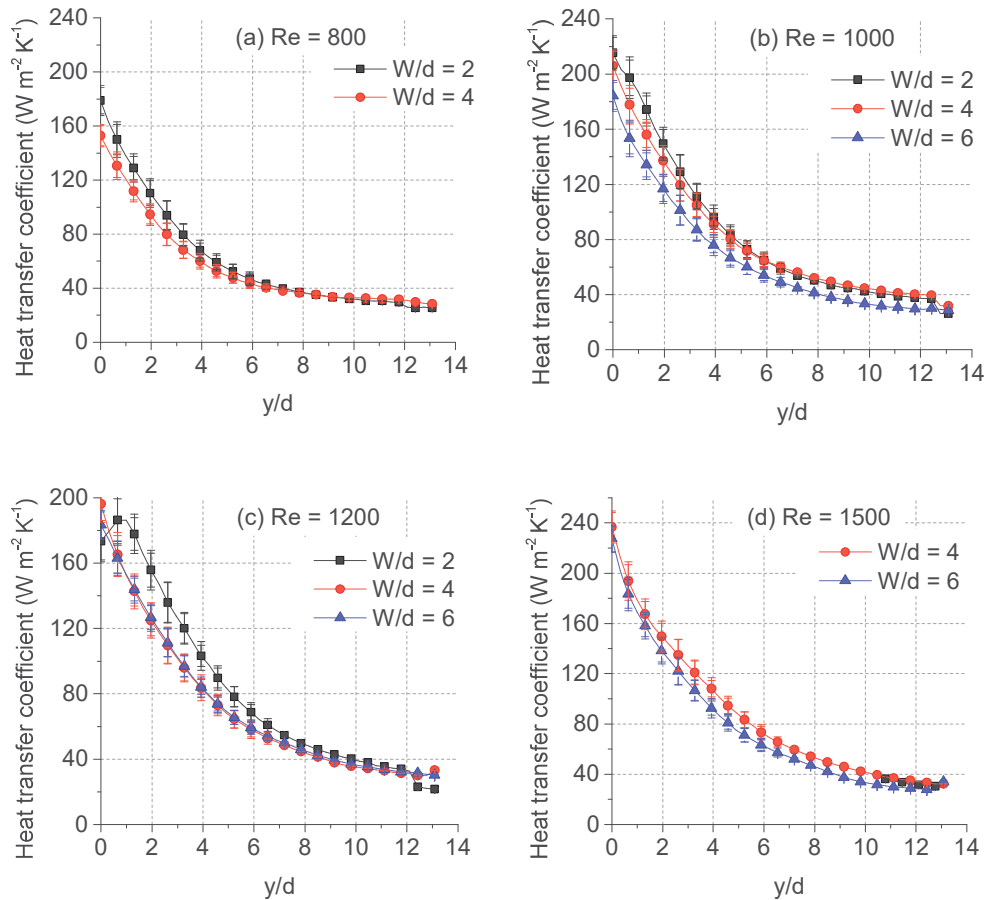 (a) Re = 800
W/d = 2
W/d = 4
Heat transfer coefficient (W m⁻² K⁻¹)
240
200
160
120
80
40
0
0 2 4 6 8 10 12 14
y/d
(b) Re = 1000
W/d = 2
W/d = 4
W/d = 6
Heat transfer coefficient (W m⁻² K⁻¹)
240
200
160
120
80
40
0
0 2 4 6 8 10 12 14
y/d
(c) Re = 1200
W/d = 2
W/d = 4
W/d = 6
Heat transfer coefficient (W m⁻² K⁻¹)
200
160
120
80
40
0
0 2 4 6 8 10 12 14
y/d
(d) Re = 1500
W/d = 4
W/d = 6
Heat transfer coefficient (W m⁻² K⁻¹)
240
200
160
120
80
40
0
0 2 4 6 8 10 12 14
y/d